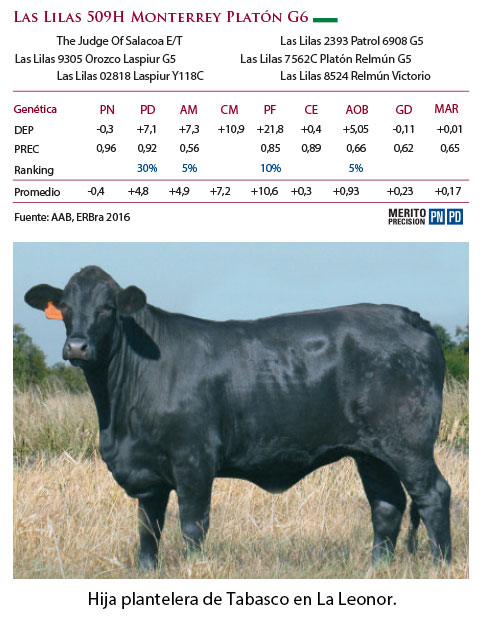 Las Lilas 509H Monterrey Platón G6
The Judge Of Salacoa E/T Las Lilas 2393 Patrol 6908 G5
Las Lilas 9305 Orozco Laspiur G5 Las Lilas 7562C Platón Relmún G5
Las Lilas 02818 Laspiur Y118C Las Lilas 8524 Relmún Victorio
Genética PN PD AM CM PF CE AOB GD MAR
DEP -0,3 +7,1 +7,3 +10,9 +21,8 +0,4 +5,05 -0,11 +0,01
PREC 0,96 0,92 0,56 0,85 0,89 0,66 0,62 0,65
Ranking 30% 5% 10% 5%
Promedio -0,4 +4,8 +4,9 +7,2 +10,6 +0,3 +0,93 +0,23 +0,17
Fuente: AAB, ERBra 2016 MERITO PN PD
PRECISION
Hija plantelera de Tabasco en La Leonor.